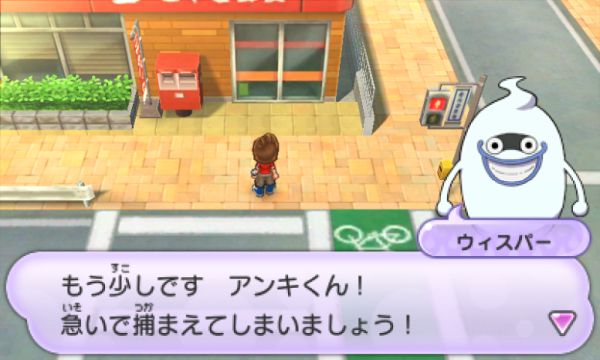 ウィスパー
もう少しです　アンキくん！
急いで捕まえてしまいましょう！